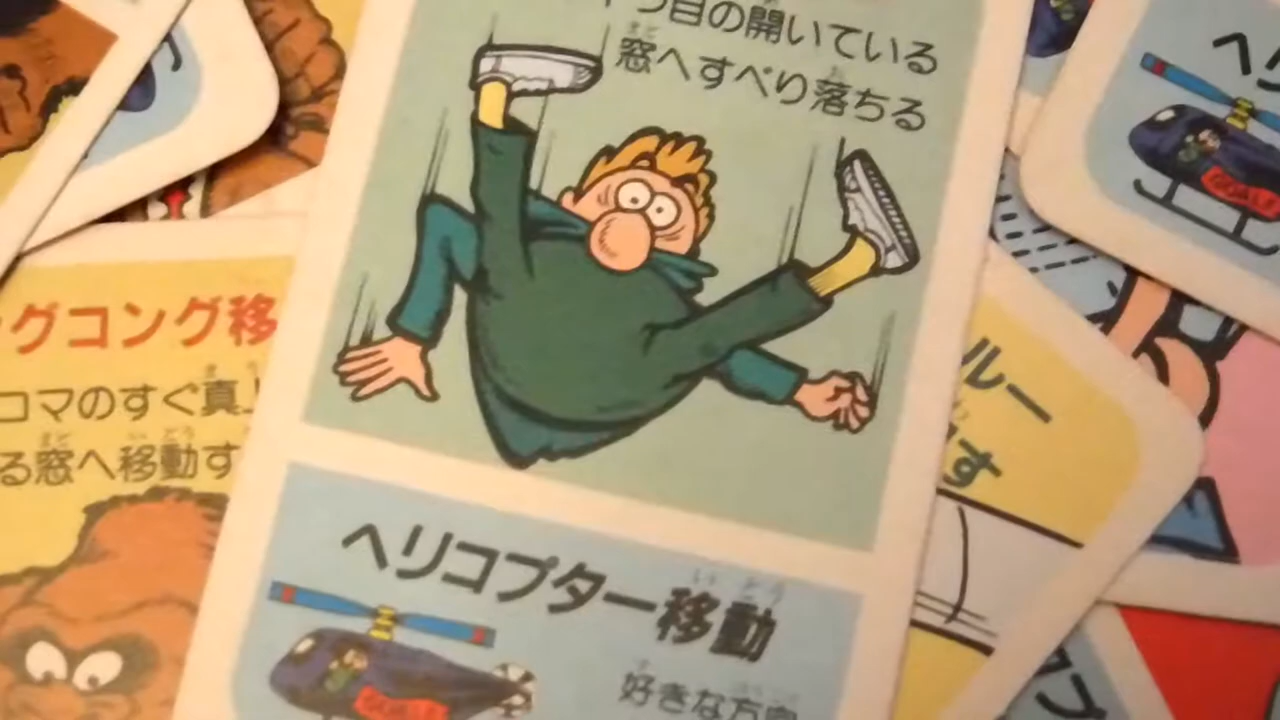 つ目の開いている
窓へすべり落ちる
グコング移
コマのすぐ真
る窓へ移動す
ヘリコプター移動
好きな方向
ルー
す
ヘリ
GOAL